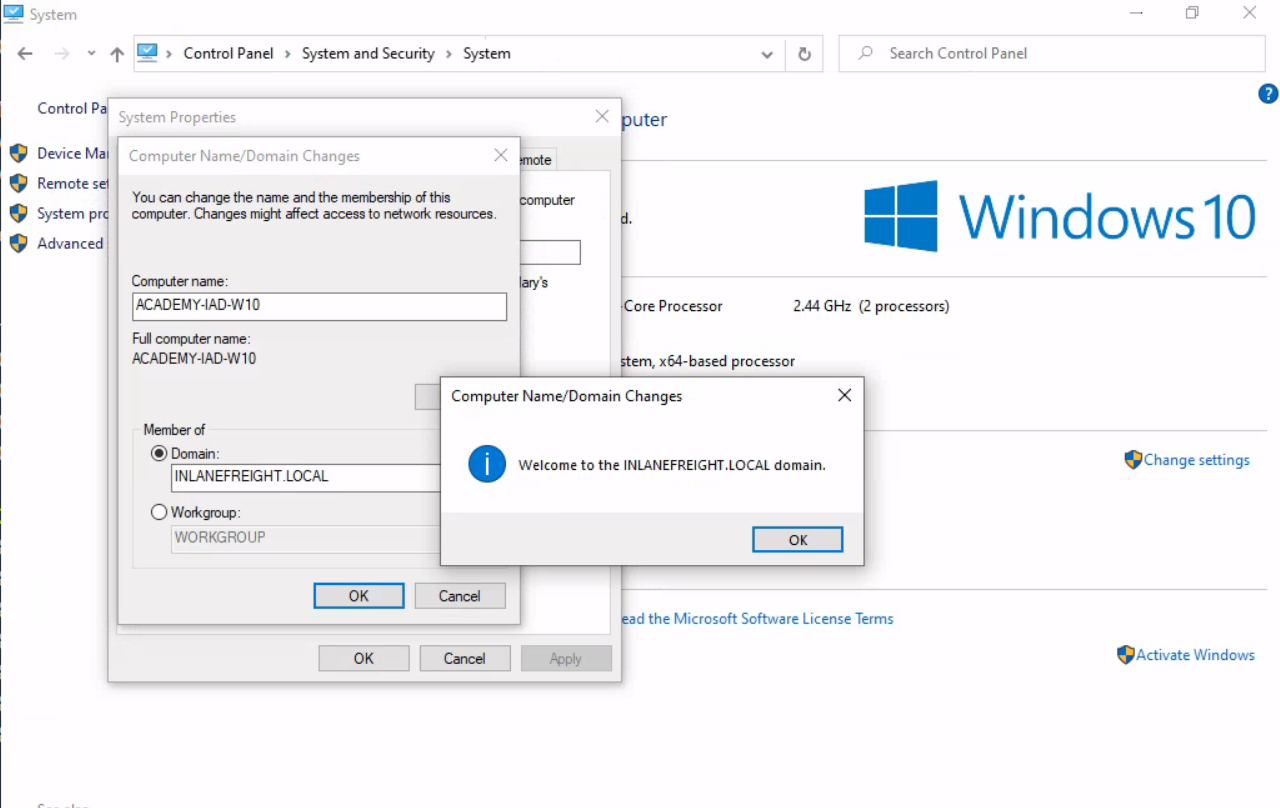 System
Control Panel > System and Security > System
Search Control Panel
?
Control Pa
System Properties
puter
Computer Name/Domain Changes
emote
Device Ma
Remote set
System pro
Advanced
You can change the name and the membership of this
computer. Changes might affect access to network resources.
computer
d.
Windows 10
Computer name:
ACADEMY-IAD-W10
lary's
-Core Processor
2.44 GHz (2 processors)
Full computer name:
ACADEMY-IAD-W10
stem, x64-based processor
Computer Name/Domain Changes
Welcome to the INLANEFREIGHT.LOCAL domain.
OK
Member of
Domain:
INLANEFREIGHT.LOCAL
Workgroup:
WORKGROUP
Change settings
OK
Cancel
ead the Microsoft Software License Terms
OK
Cancel
Apply
Activate Windows